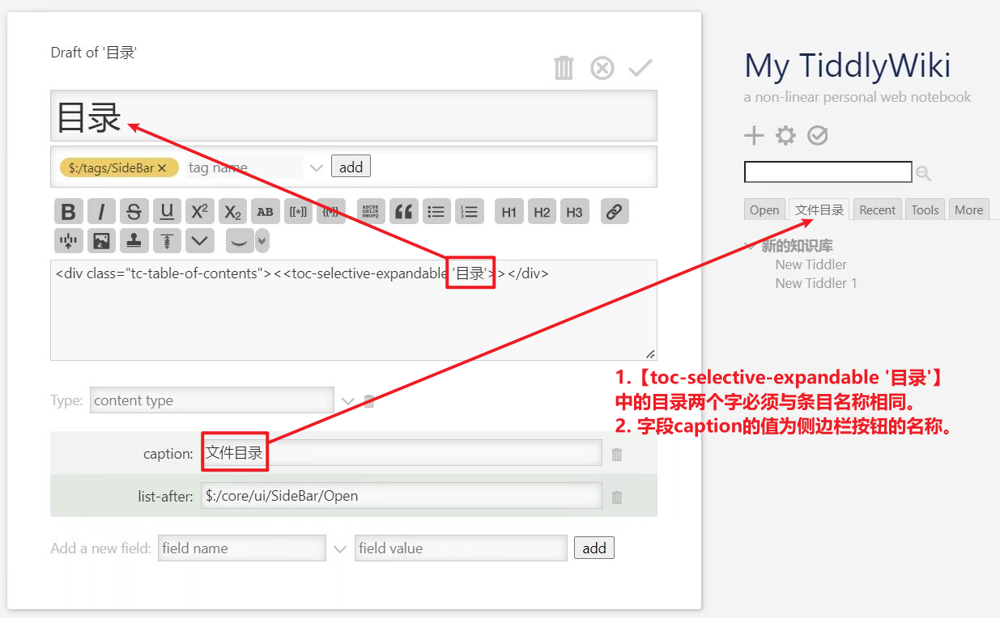 Draft of '目录'
目录
$:/tags/SideBar ×
tag name
add
B I S U X² X₂ AB [[*]] {{*}} ABCDE GHIJK MNOPQ H1 H2 H3
<div class="tc-table-of-contents"><<toc-selective-expandable '目录'>></div>
Type: content type
caption: 文件目录
list-after: $:/core/ui/SideBar/Open
Add a new field: field name field value add
My TiddlyWiki
a non-linear personal web notebook
Open 文件目录 Recent Tools More
新的知识库
New Tiddler
New Tiddler 1
1.【toc-selective-expandable '目录'】
中的目录两个字必须与条目名称相同。
2. 字段caption的值为侧边栏按钮的名称。